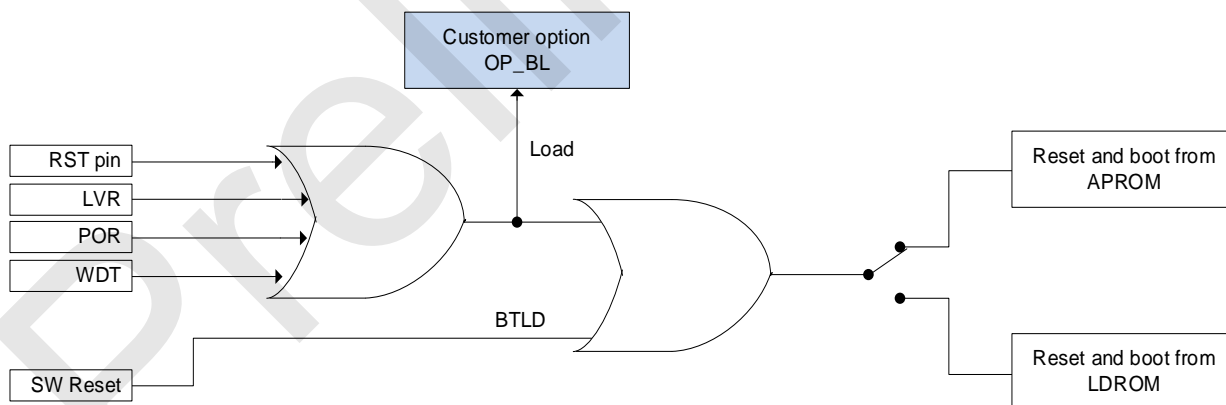 Customer option
OP_BL
Load
RST pin
LVR
POR
WDT
BTLD
SW Reset
Reset and boot from
APROM
Reset and boot from
LDROM